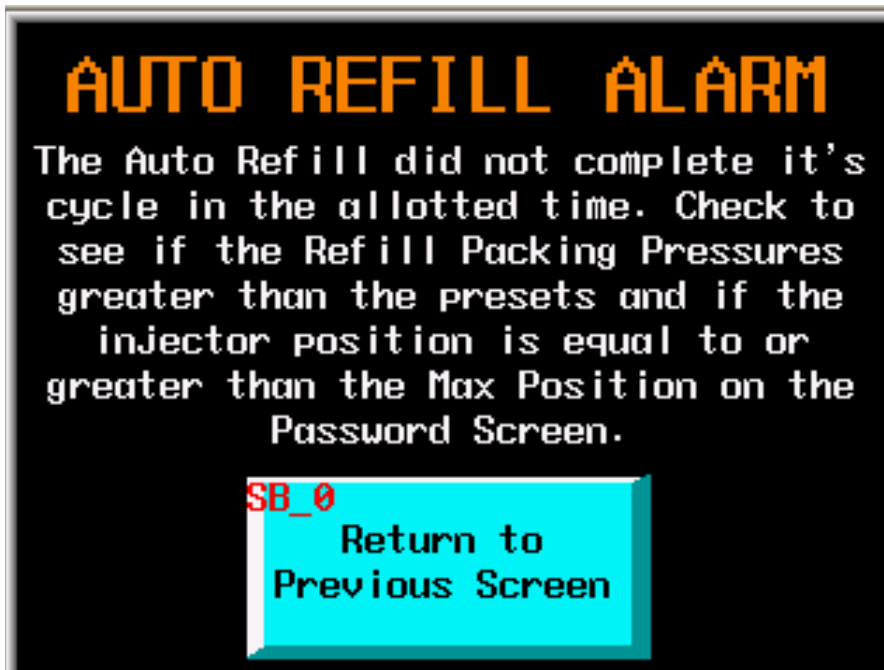 AUTO REFILL ALARM
The Auto Refill did not complete it's
cycle in the allotted time. Check to
see if the Refill Packing Pressures
greater than the presets and if the
injector position is equal to or
greater than the Max Position on the
Password Screen.
SB_0
Return to
Previous Screen